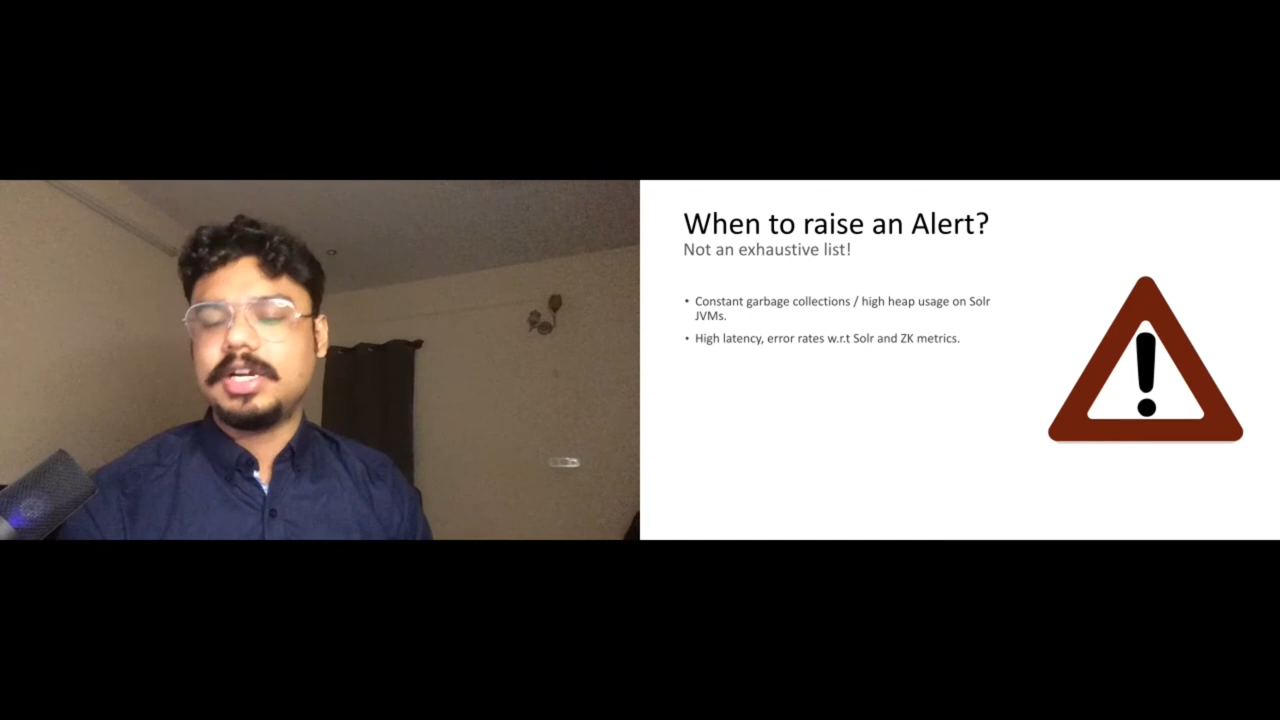 When to raise an Alert?
Not an exhaustive list!
• Constant garbage collections / high heap usage on Solr
JVMs.
• High latency, error rates w.r.t Solr and ZK metrics.